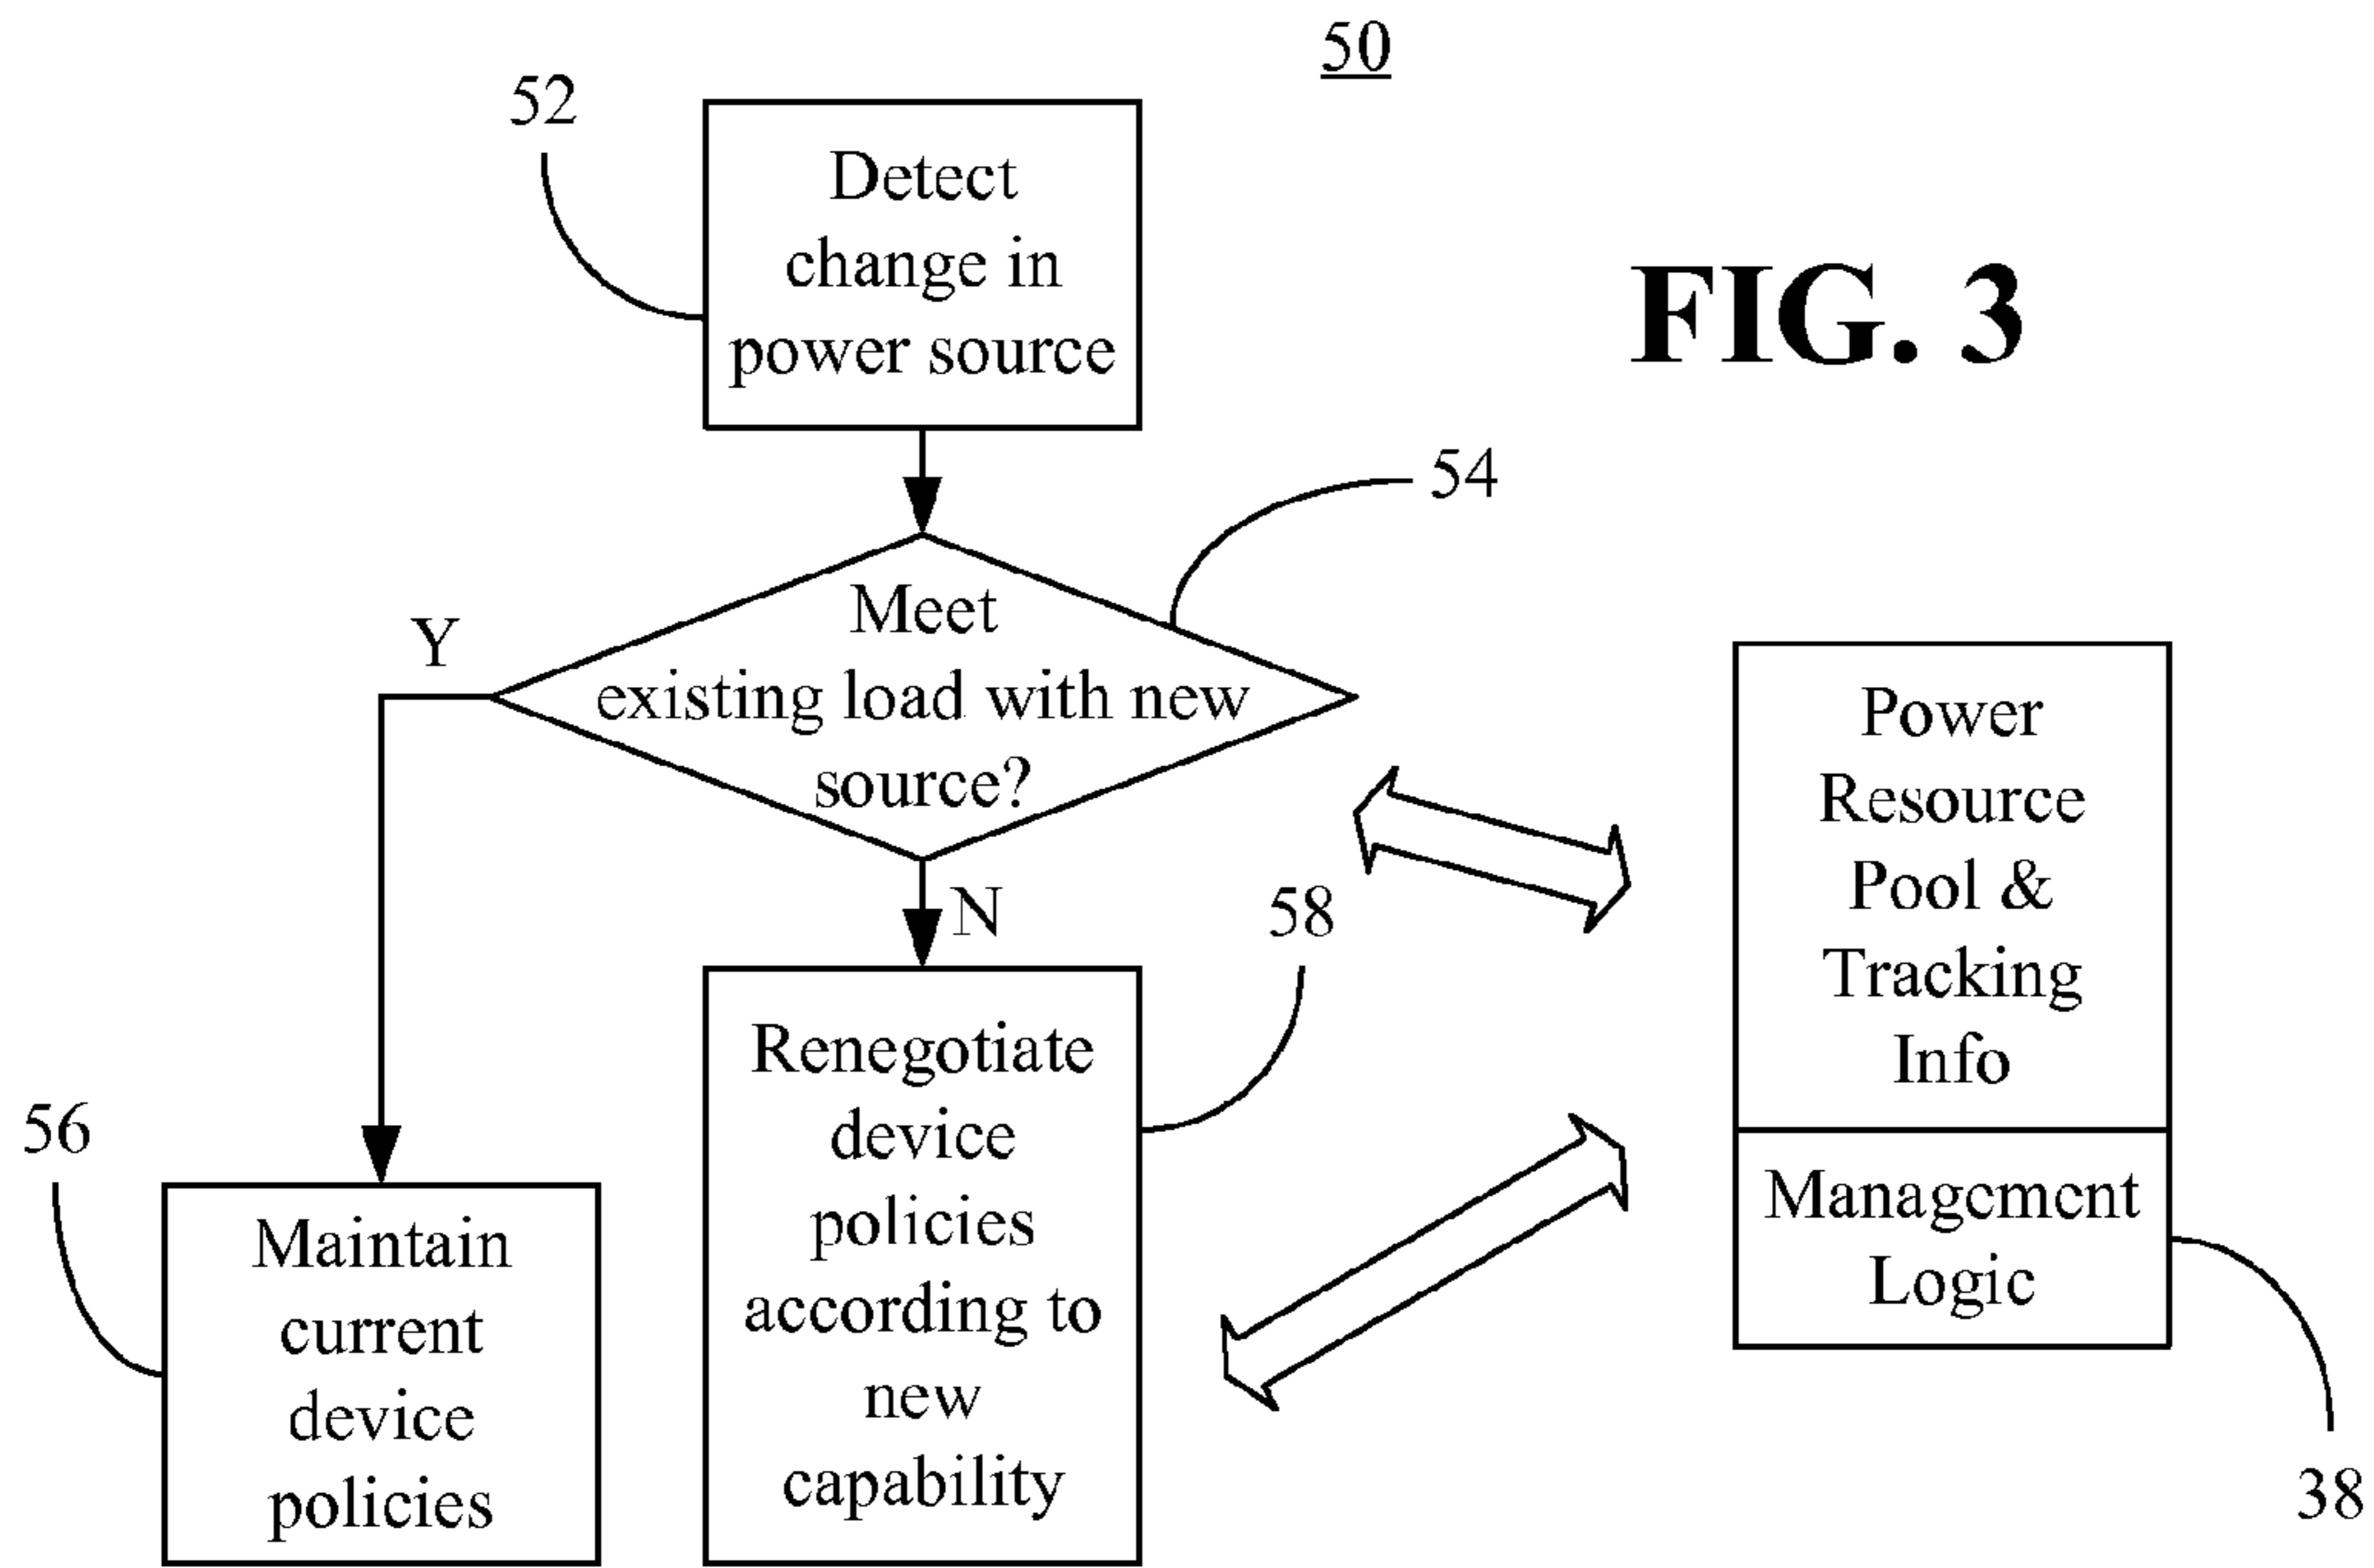 50
52
Detect
change in
power source
FIG. 3
54
Meet
existing load with new
source?
Y
N
58
Power
Resource
Pool &
Tracking
Info
Management
Logic
38
56
Maintain
current
device
policies
Renegotiate
device
policies
according to
new
capability